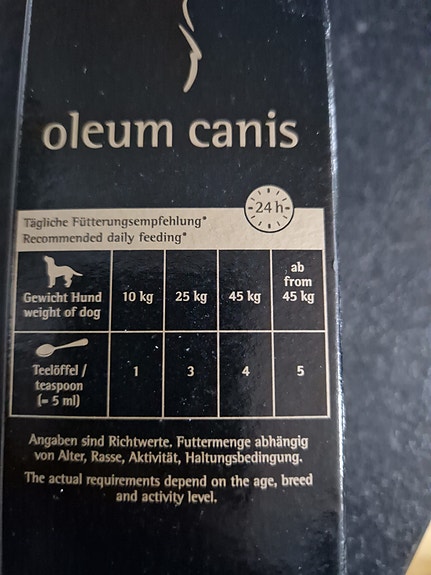 oleum canis
24 h
Tägliche Fütterungsempfehlung*
Recommended daily feeding*
Gewicht Hund
weight of dog
10 kg
25 kg
45 kg
ab
from
45 kg
Teelöffel /
teaspoon
(= 5 ml)
1
3
4
5
Angaben sind Richtwerte. Futtermenge abhängig
von Alter, Rasse, Aktivität, Haltungsbedingung.
The actual requirements depend on the age, breed
and activity level.